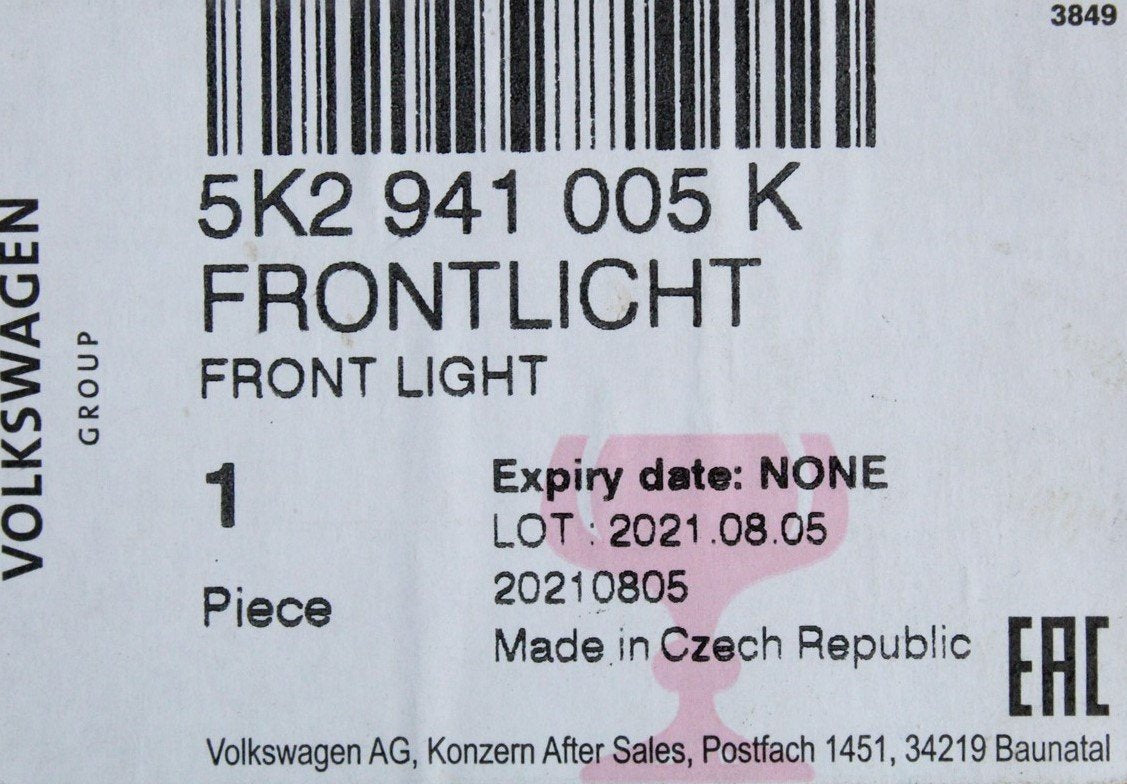 3849
5K2 941 005 K
FRONTLICHT
FRONT LIGHT
VOLKSWAGEN
GROUP
1
Piece
Expiry date: NONE
LOT : 2021.08.05
20210805
Made in Czech Republic
EAC
Volkswagen AG, Konzern After Sales, Postfach 1451, 34219 Baunatal